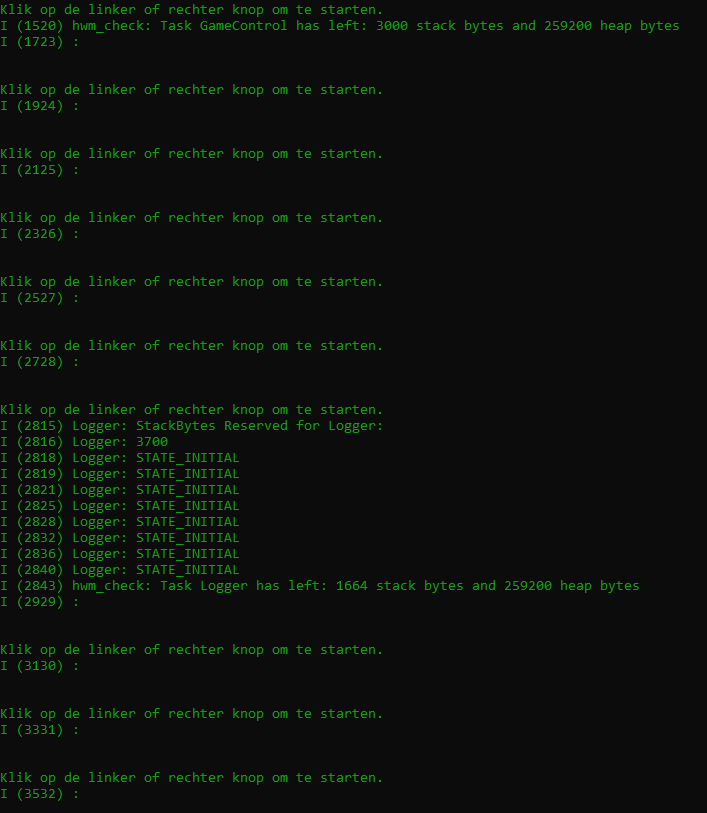 Klik op de linker of rechter knop om te starten.
I (1520) hwm_check: Task GameControl has left: 3000 stack bytes and 259200 heap bytes
I (1723) :
Klik op de linker of rechter knop om te starten.
I (1924) :
Klik op de linker of rechter knop om te starten.
I (2125) :
Klik op de linker of rechter knop om te starten.
I (2326) :
Klik op de linker of rechter knop om te starten.
I (2527) :
Klik op de linker of rechter knop om te starten.
I (2728) :
Klik op de linker of rechter knop om te starten.
I (2815) Logger: StackBytes Reserved for Logger:
I (2816) Logger: 3700
I (2818) Logger: STATE_INITIAL
I (2819) Logger: STATE_INITIAL
I (2821) Logger: STATE_INITIAL
I (2825) Logger: STATE_INITIAL
I (2828) Logger: STATE_INITIAL
I (2832) Logger: STATE_INITIAL
I (2836) Logger: STATE_INITIAL
I (2840) Logger: STATE_INITIAL
I (2843) hwm_check: Task Logger has left: 1664 stack bytes and 259200 heap bytes
I (2929) :
Klik op de linker of rechter knop om te starten.
I (3130) :
Klik op de linker of rechter knop om te starten.
I (3331) :
Klik op de linker of rechter knop om te starten.
I (3532) :